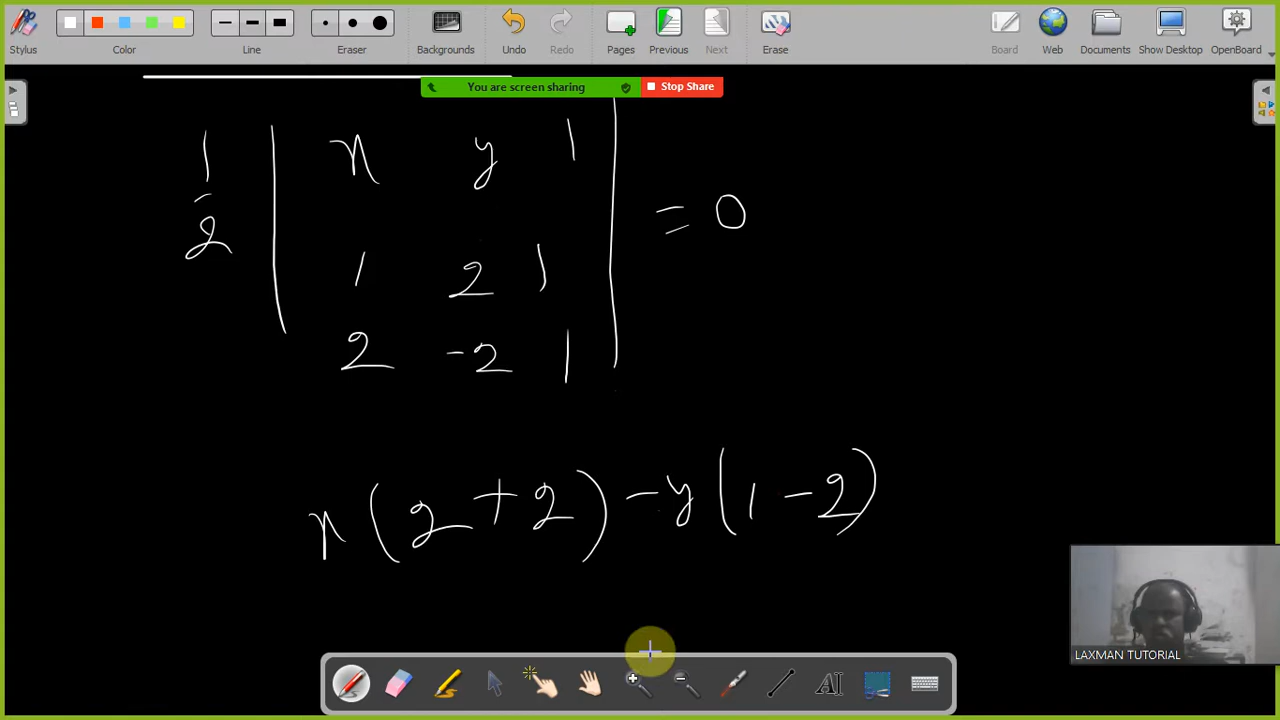 Stylus Color Line Eraser Backgrounds Undo Redo Pages Previous Next Erase Board Web Documents Show Desktop OpenBoard
You are screen sharing Stop Share
1/2 | x y 1 | = 0
1 2 1
2 -2 1
x(2+2)-y(1-2)
LAXMAN TUTORIAL